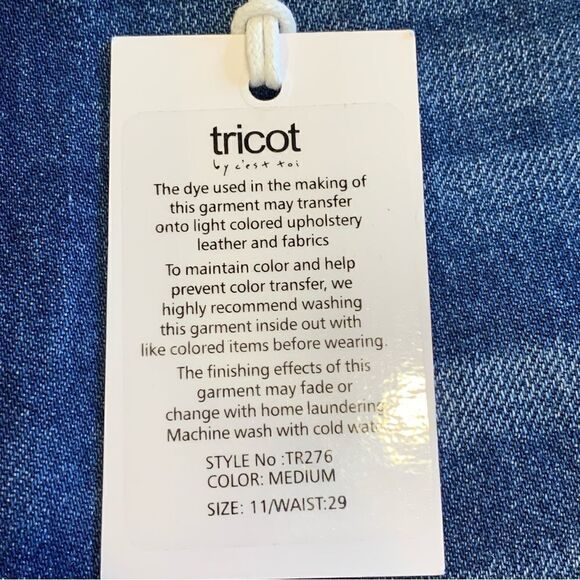 tricot
by c'est toi
The dye used in the making of
this garment may transfer
onto light colored upholstery
leather and fabrics
To maintain color and help
prevent color transfer, we
highly recommend washing
this garment inside out with
like colored items before wearing.
The finishing effects of this
garment may fade or
change with home laundering
Machine wash with cold water
STYLE No :TR276
COLOR: MEDIUM
SIZE: 11/WAIST:29